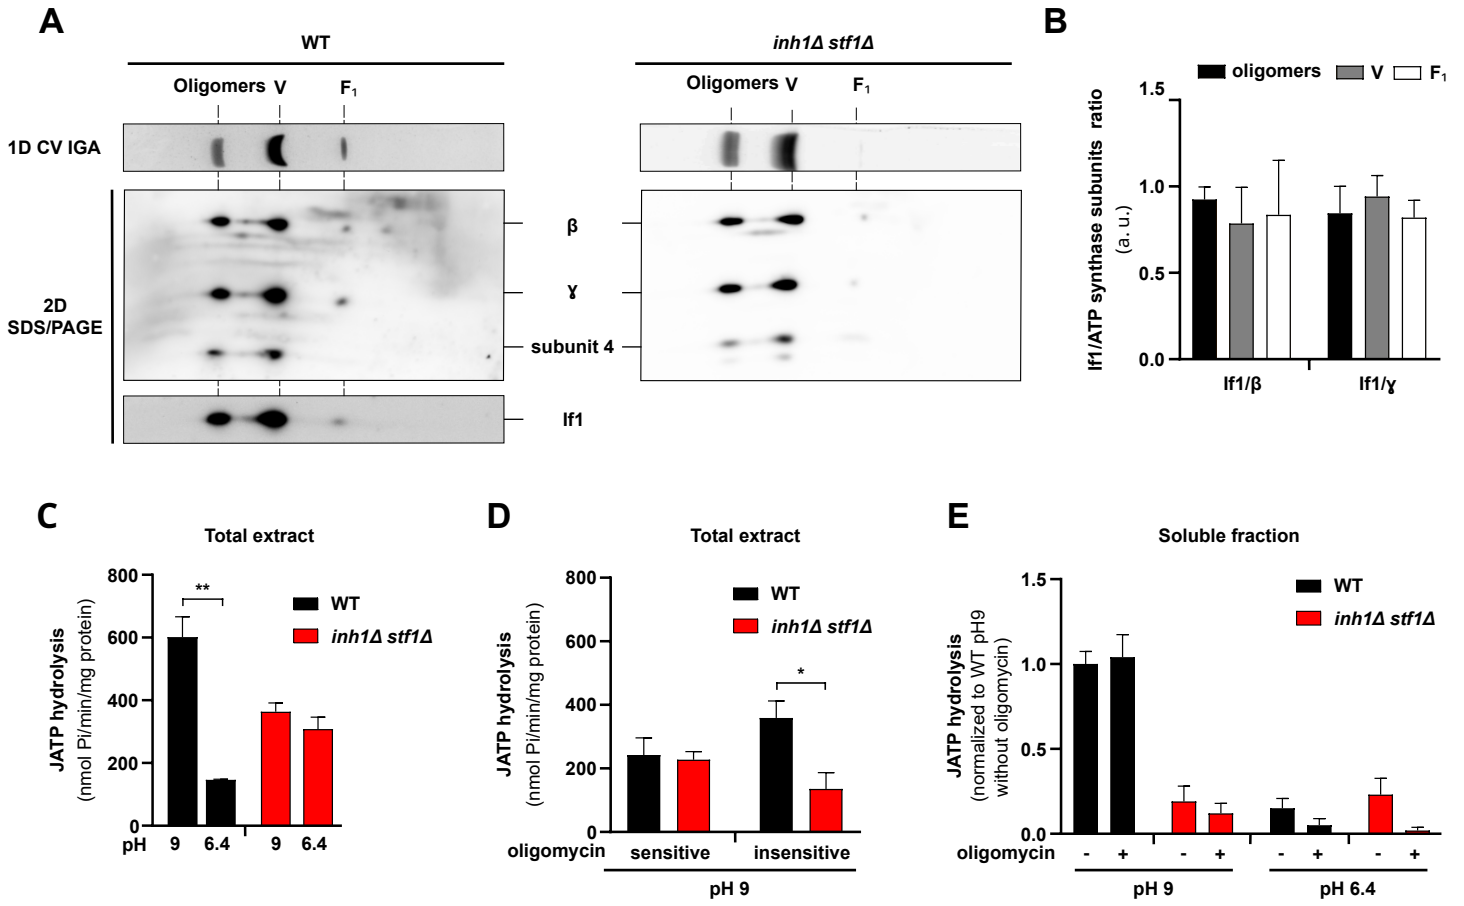 A
WT
inh1Δ stf1Δ
Oligomers V F₁
Oligomers V F₁
1D CV IGA
β
ɣ
2D
SDS/PAGE
subunit 4
If1
B
oligomers V F₁
If1/ATP synthase subunits ratio
(a. u.)
1.5
1.0
0.5
0.0
If1/β If1/ɣ
C
Total extract
JATP hydrolysis
(nmol Pi/min/mg protein)
800
600
400
200
0
**
WT
inh1Δ stf1Δ
pH 9 6.4 9 6.4
D
Total extract
JATP hydrolysis
(nmol Pi/min/mg protein)
800
600
400
200
0
WT
inh1Δ stf1Δ
*
oligomycin sensitive insensitive
pH 9
E
Soluble fraction
JATP hydrolysis
(normalized to WT pH9
without oligomycin)
1.5
1.0
0.5
0.0
WT
inh1Δ stf1Δ
oligomycin - + - + - + - +
pH 9 pH 6.4